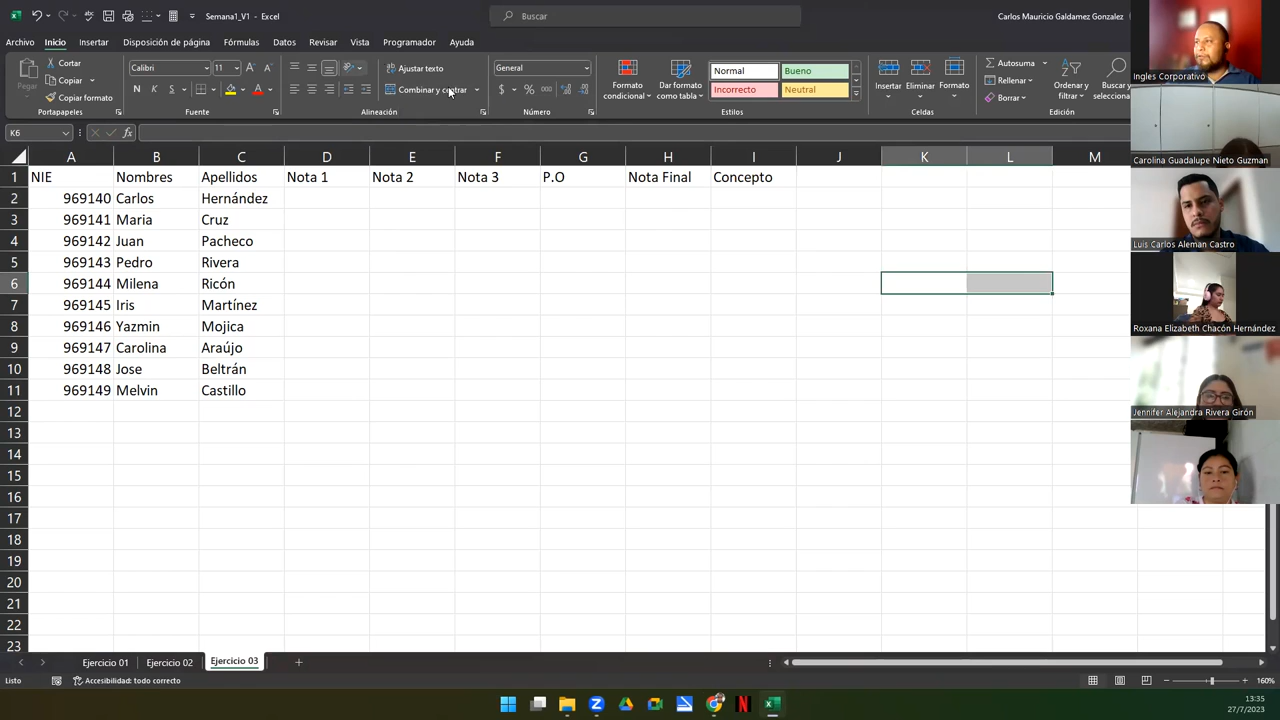 Semana1_V1 - Excel
Buscar
Carlos Mauricio Galdamez Gonzalez
Archivo Inicio Insertar Disposición de página Fórmulas Datos Revisar Vista Programador Ayuda
Pegar
Cortar
Copiar
Copiar formato
Portapapeles
Calibri 11
N K S
Fuente
Ajustar texto
Combinar y centrar
Alineación
General
$ % 000
Número
Formato condicional
Dar formato como tabla
Normal Bueno
Incorrecto Neutral
Estilos
Insertar Eliminar Formato
Celdas
Autosuma
Rellenar
Borrar
Ordenar y filtrar
Buscar y selecciona
Edición
K6
fx
A B C D E F G H I J K L M
1 NIE Nombres Apellidos Nota 1 Nota 2 Nota 3 P.O Nota Final Concepto
2 969140 Carlos Hernández
3 969141 Maria Cruz
4 969142 Juan Pacheco
5 969143 Pedro Rivera
6 969144 Milena Ricón
7 969145 Iris Martínez
8 969146 Yazmin Mojica
9 969147 Carolina Araújo
10 969148 Jose Beltrán
11 969149 Melvin Castillo
12
13
14
15
16
17
18
19
20
21
22
23
Ingles Corporativo
Carolina Guadalupe Nieto Guzman
Luis Carlos Aleman Castro
Roxana Elizabeth Chacón Hernández
Jennifer Alejandra Rivera Girón
Ejercicio 01 Ejercicio 02 Ejercicio 03
Listo
Accesibilidad: todo correcto
160%
13:35
27/7/2023